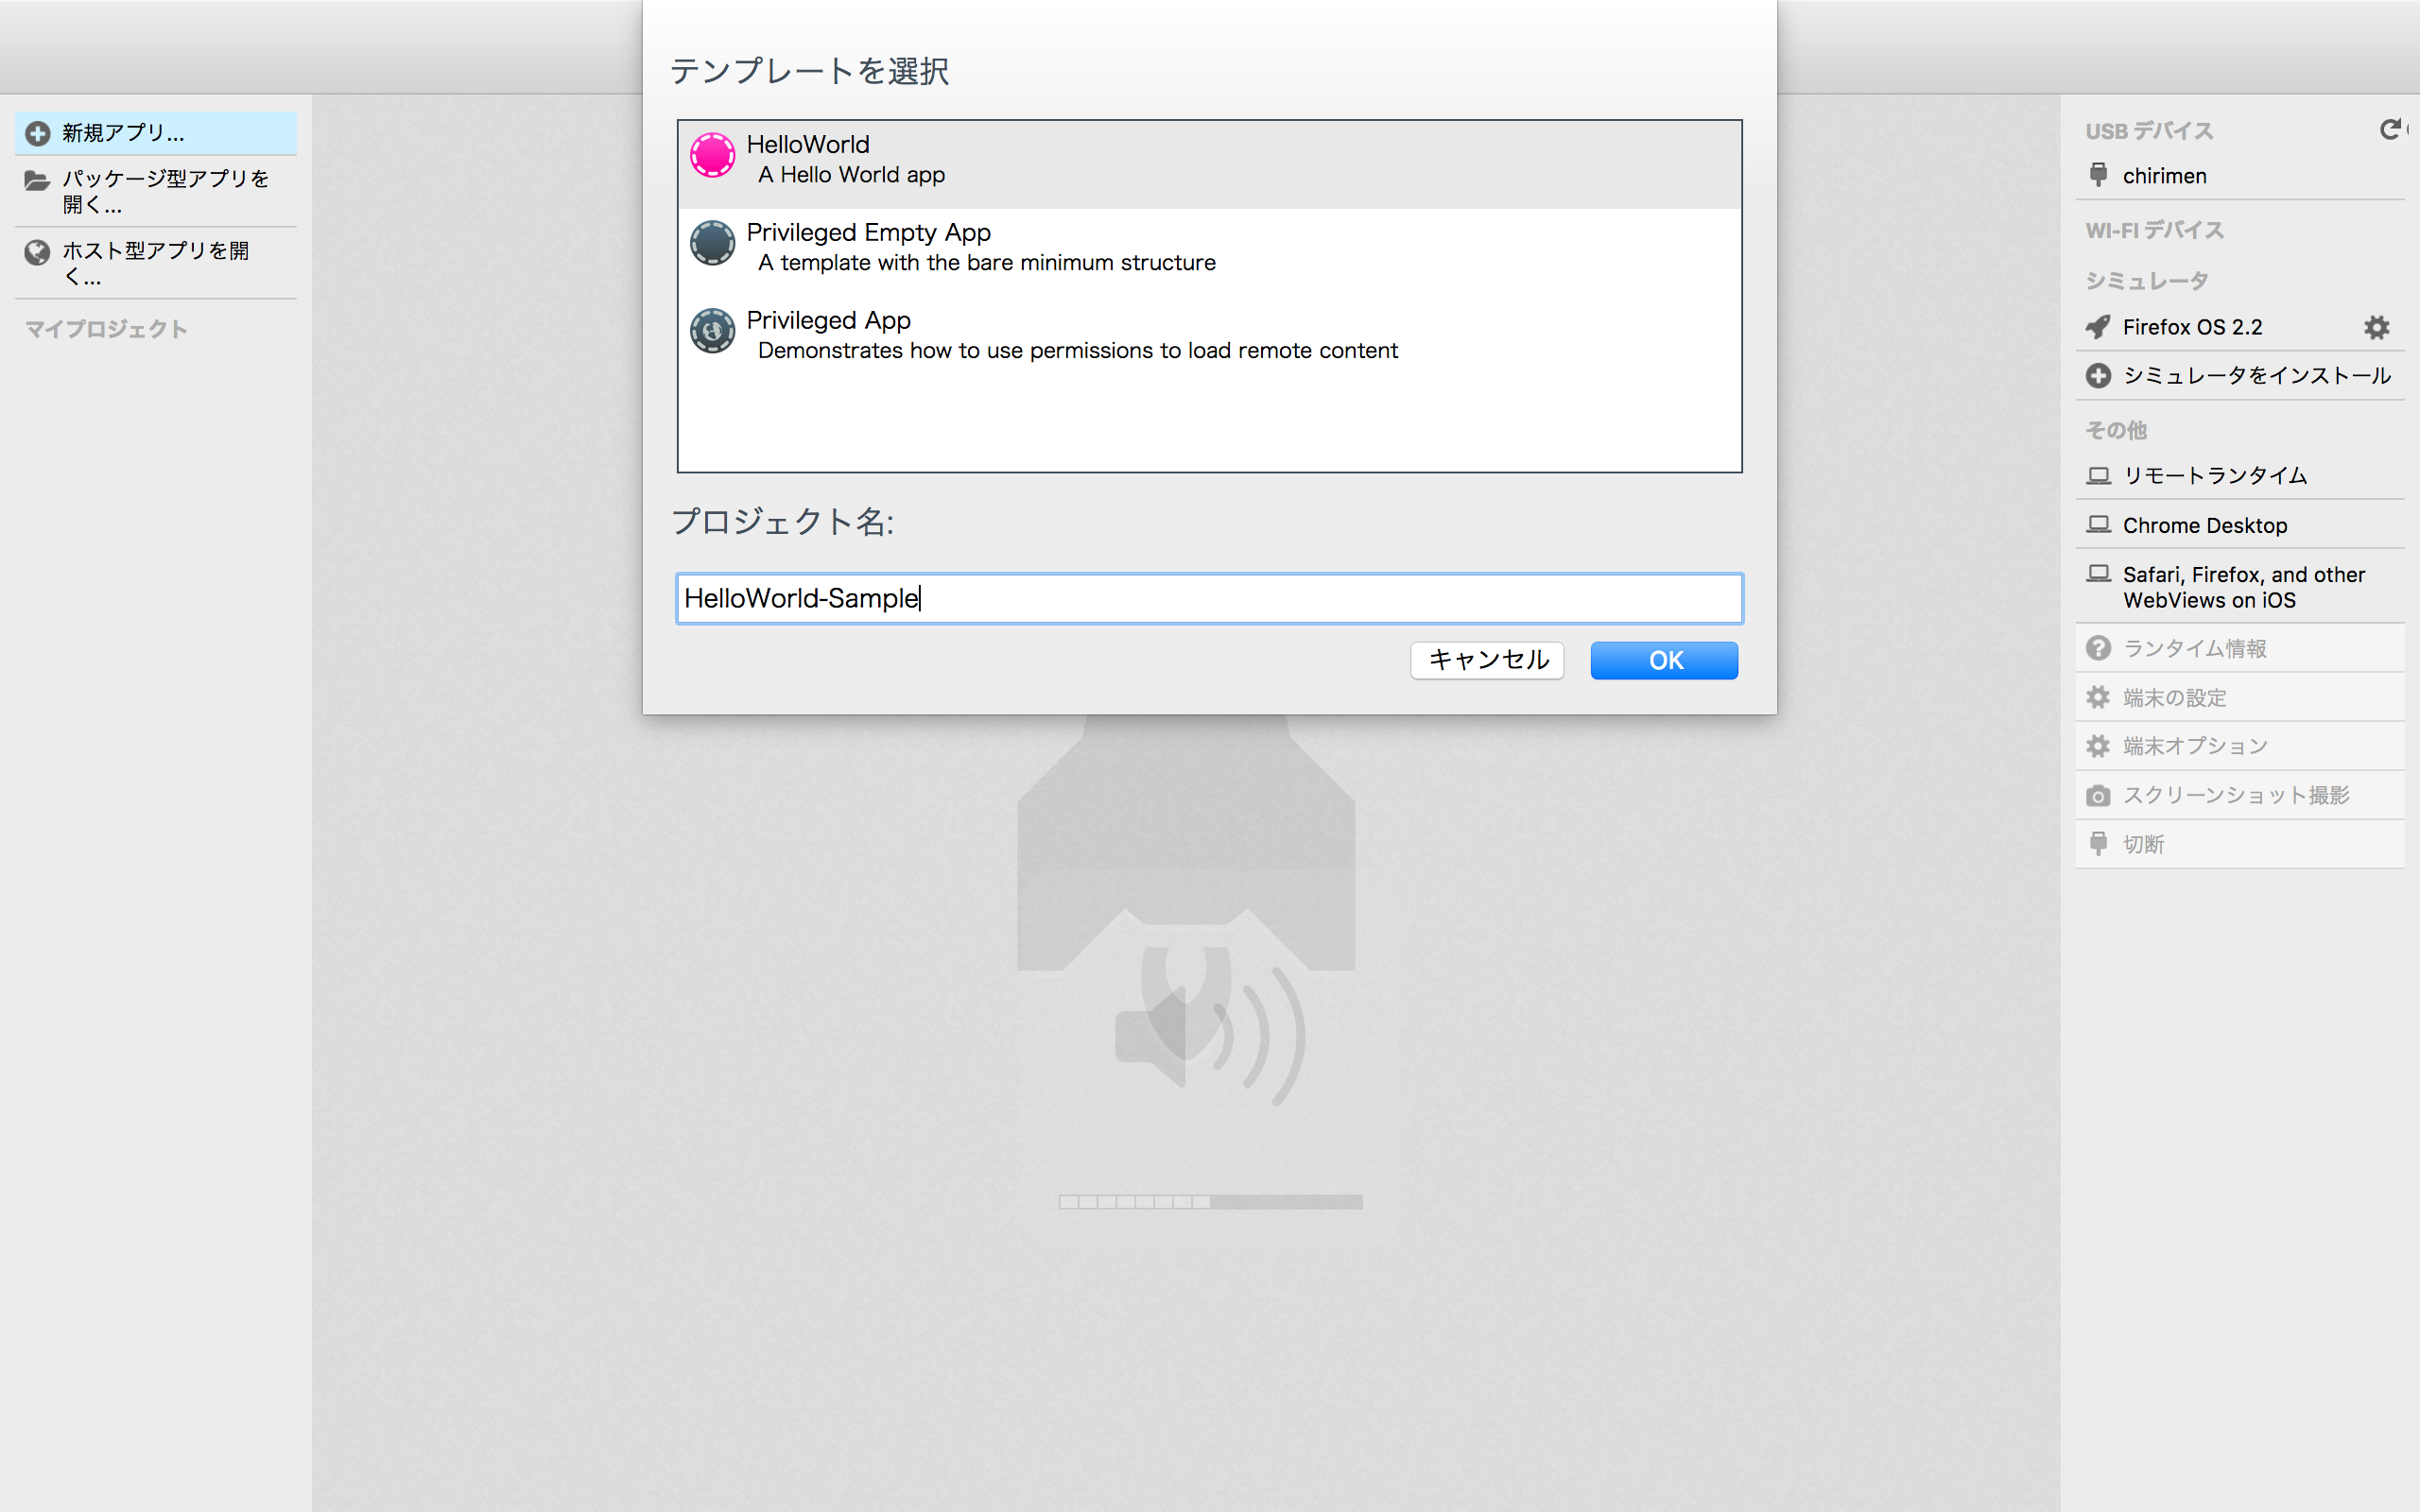 新規アプリ...
パッケージ型アプリを
開く...
ホスト型アプリを開
く...
マイプロジェクト
テンプレートを選択
HelloWorld
A Hello World app
Privileged Empty App
A template with the bare minimum structure
Privileged App
Demonstrates how to use permissions to load remote content
プロジェクト名:
HelloWorld-Sample
キャンセル
OK
USB デバイス
chirimen
WI-FI デバイス
シミュレータ
Firefox OS 2.2
シミュレータをインストール
その他
リモートランタイム
Chrome Desktop
Safari, Firefox, and other
WebViews on iOS
ランタイム情報
端末の設定
端末オプション
スクリーンショット撮影
切断